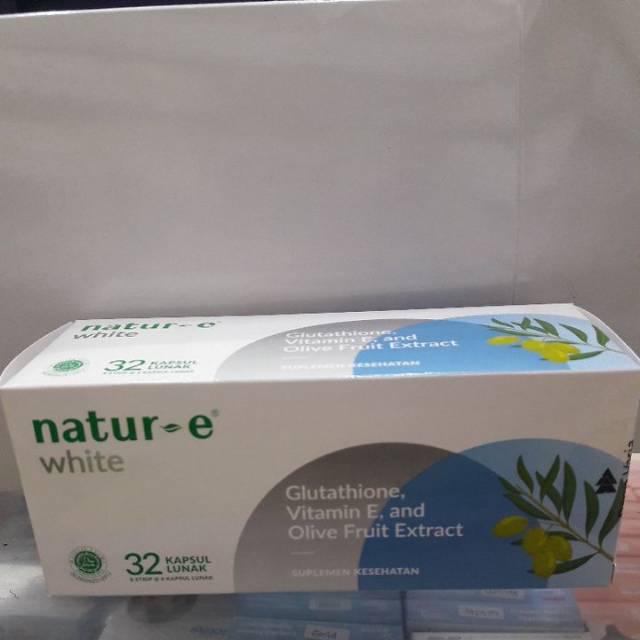 natur-e®
white
32 KAPSUL
LUNAK
Glutathione,
Vitamin E, and
Olive Fruit Extract
SUPLEMEN KESEHATAN
natur-e®
white
Glutathione,
Vitamin E, and
Olive Fruit Extract
32 KAPSUL
LUNAK
8 STRIP @ 4 KAPSUL LUNAK
SUPLEMEN KESEHATAN